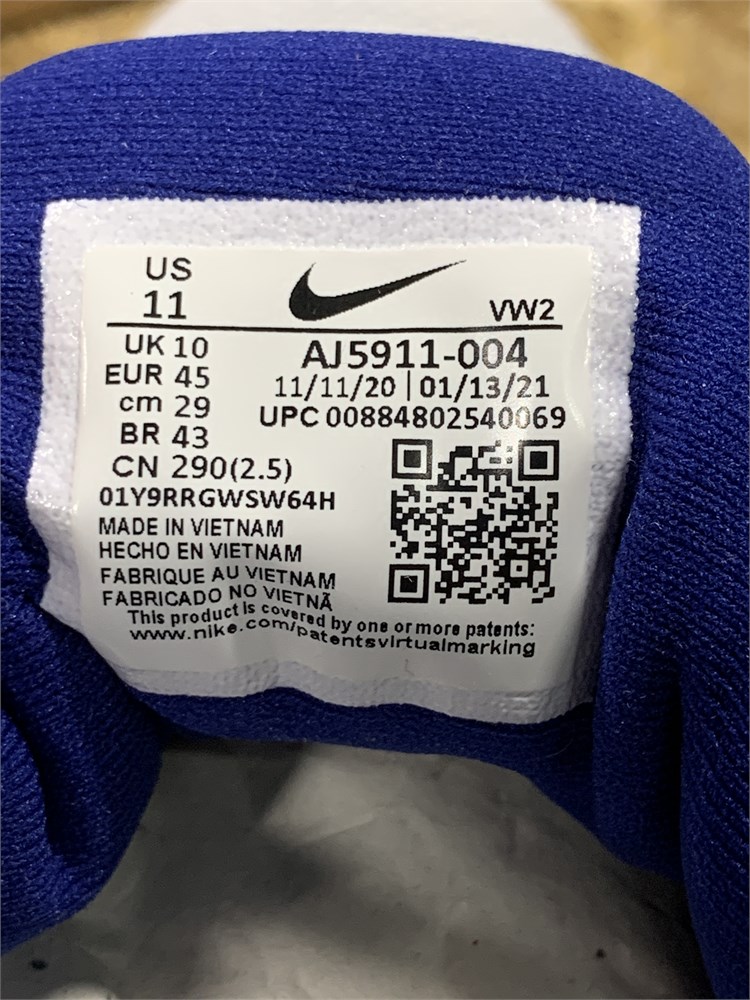 US
11
VW2
UK 10
EUR 45
cm 29
BR 43
CN 290(2.5)
AJ5911-004
11/11/20 | 01/13/21
UPC 00884802540069
01Y9RRGWSW64H
MADE IN VIETNAM
HECHO EN VIETNAM
FABRIQUE AU VIETNAM
FABRICADO NO VIETNÃ
This product is covered by one or more patents:
www.nike.com/patentsvirtualmarking